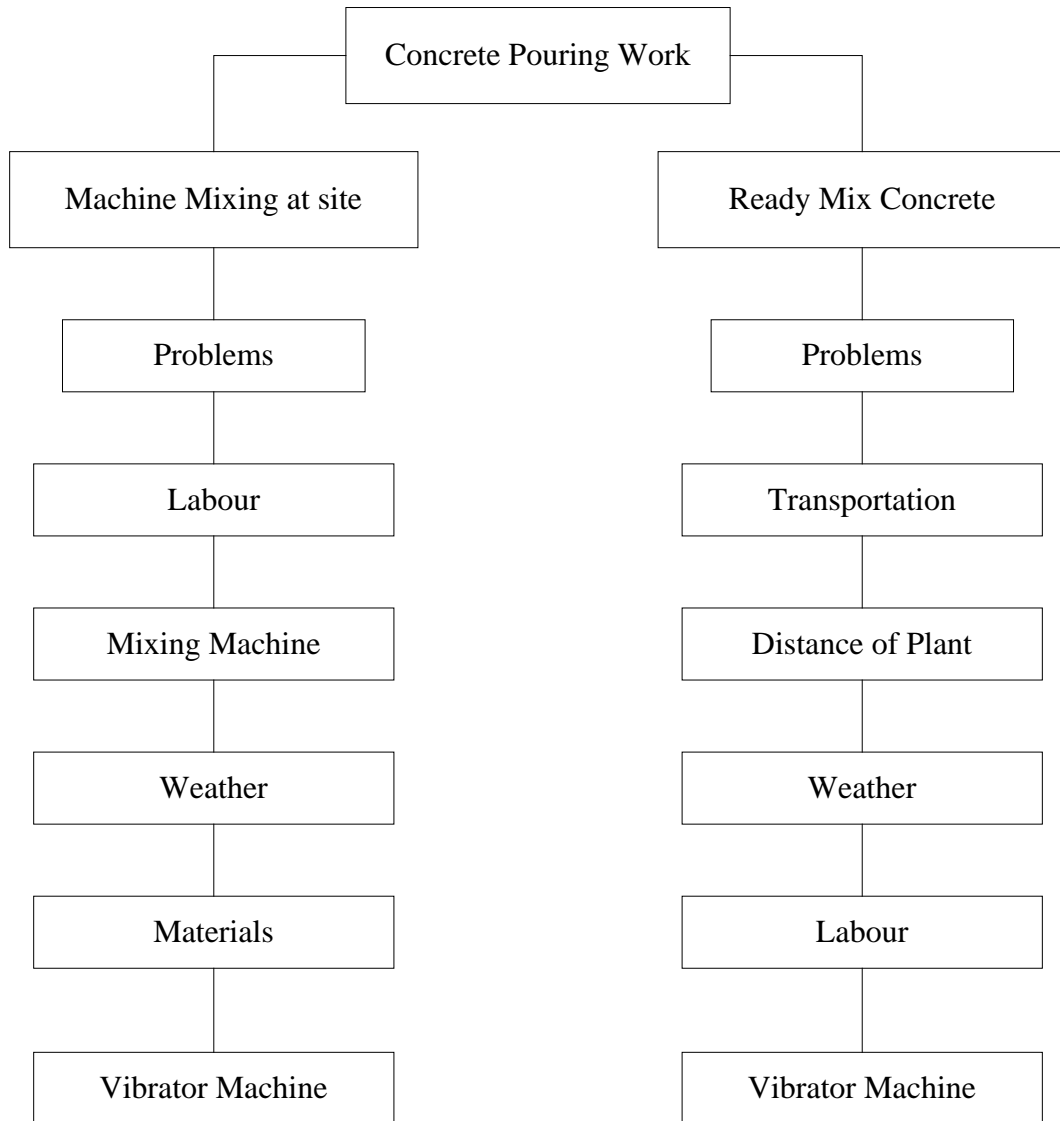 Concrete Pouring Work
Machine Mixing at site
Ready Mix Concrete
Problems
Problems
Labour
Transportation
Mixing Machine
Distance of Plant
Weather
Weather
Materials
Labour
Vibrator Machine
Vibrator Machine